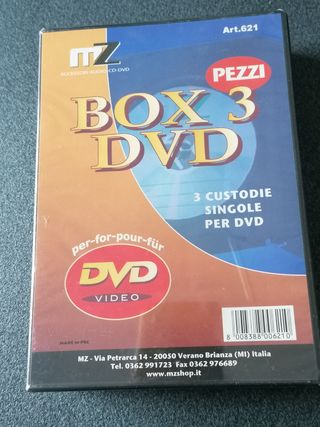 Art.621
MZ
ACCESSORI AUDIO-CD-DVD
PEZZI
BOX 3
DVD
3 CUSTODIE
SINGOLE
PER DVD
per-for-pour-für
DVD
VIDEO
MADE IN PRC
8 008388 006210
MZ - Via Petrarca 14 - 20050 Verano Brianza (MI) Italia
Tel. 0362 991723 Fax 0362 976689
www.mzshop.it